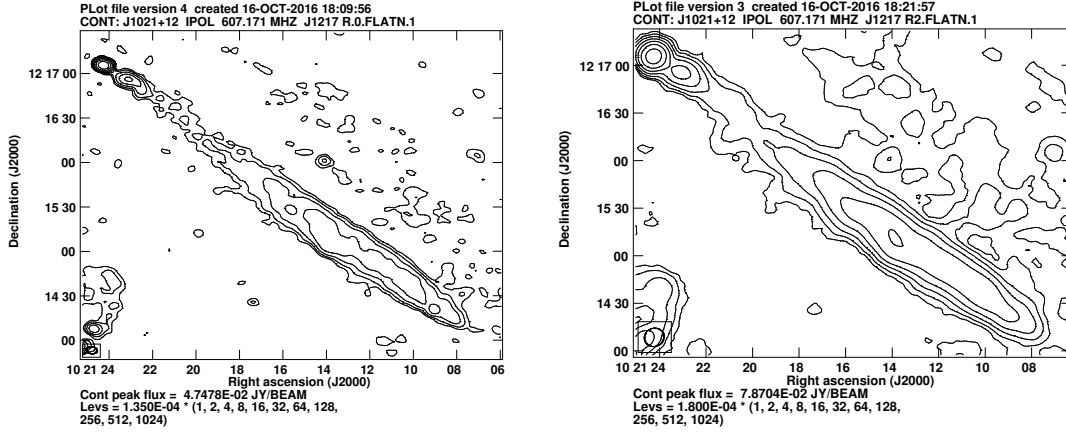 PLot file version 4 created 16-OCT-2016 18:09:56
CONT: J1021+12 IPOL 607.171 MHZ J1217 R.0.FLATN.1
Declination (J2000)
12 17 00
16 30
00
15 30
00
14 30
00
10 21 24 22 20 18 16 14 12 10 08 06
Right ascension (J2000)
Cont peak flux = 4.7478E-02 JY/BEAM
Levs = 1.350E-04 * (1, 2, 4, 8, 16, 32, 64, 128,
256, 512, 1024)
PLot file version 3 created 16-OCT-2016 18:21:57
CONT: J1021+12 IPOL 607.171 MHZ J1217 R2.FLATN.1
Declination (J2000)
12 17 00
16 30
00
15 30
00
14 30
00
10 21 24 22 20 18 16 14 12 10 08
Right ascension (J2000)
Cont peak flux = 7.8704E-02 JY/BEAM
Levs = 1.800E-04 * (1, 2, 4, 8, 16, 32, 64, 128,
256, 512, 1024)